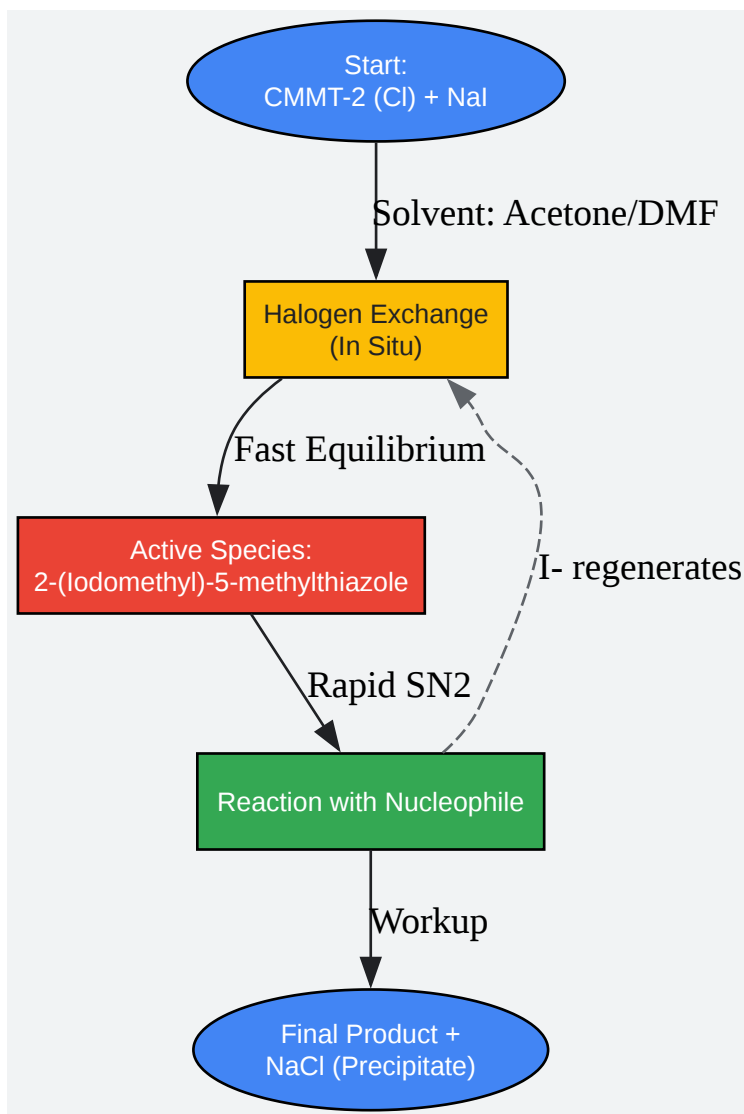 Start:
CMMT-2 (Cl) + NaI
Solvent: Acetone/DMF
Halogen Exchange
(In Situ)
Fast Equilibrium
Active Species:
2-(Iodomethyl)-5-methylthiazole
I- regenerates
Rapid SN2
Reaction with Nucleophile
Workup
Final Product +
NaCl (Precipitate)